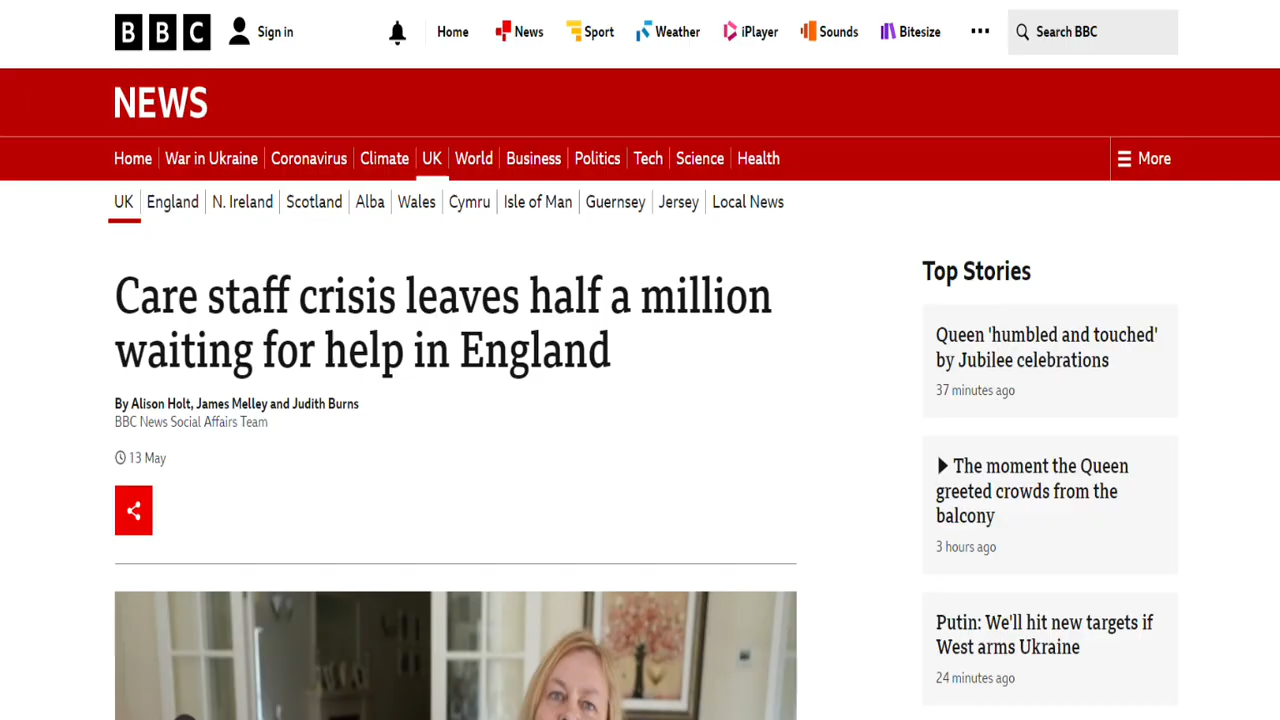 BBC Sign in Home News Sport Weather iPlayer Sounds Bitesize ... Search BBC
NEWS
Home War in Ukraine Coronavirus Climate UK World Business Politics Tech Science Health More
UK England N. Ireland Scotland Alba Wales Cymru Isle of Man Guernsey Jersey Local News
Care staff crisis leaves half a million
waiting for help in England
By Alison Holt, James Melley and Judith Burns
BBC News Social Affairs Team
13 May
Top Stories
Queen 'humbled and touched'
by Jubilee celebrations
37 minutes ago
The moment the Queen
greeted crowds from the
balcony
3 hours ago
Putin: We'll hit new targets if
West arms Ukraine
24 minutes ago